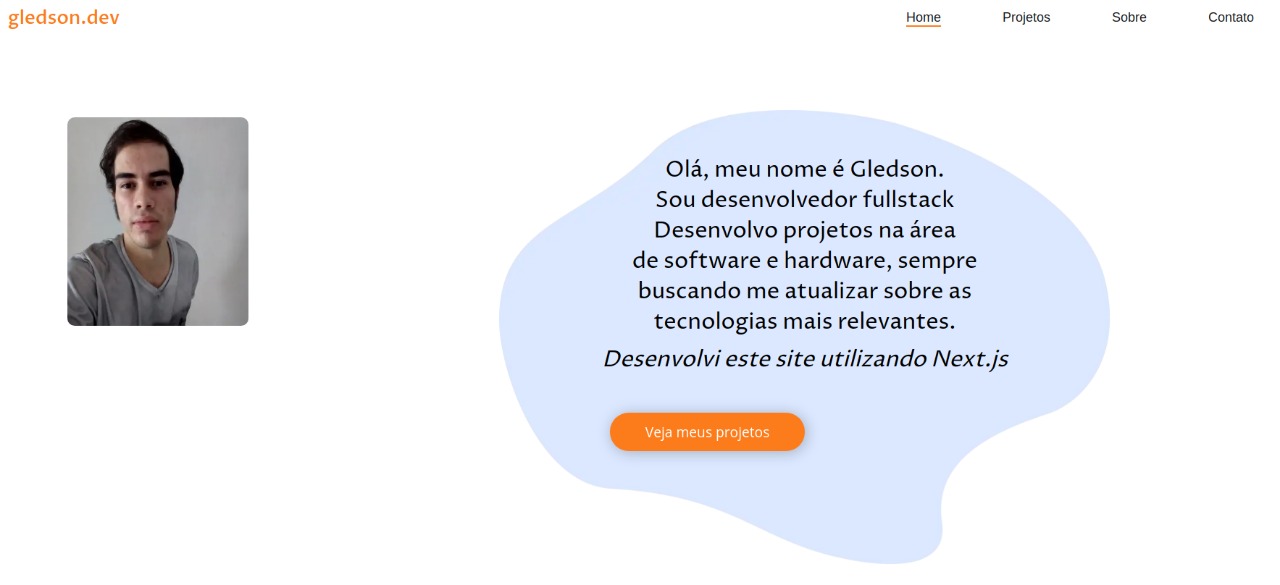 gledson.dev
Home
Projetos
Sobre
Contato
Olá, meu nome é Gledson.
Sou desenvolvedor fullstack
Desenvolvo projetos na área
de software e hardware, sempre
buscando me atualizar sobre as
tecnologias mais relevantes.
Desenvolvi este site utilizando Next.js
Veja meus projetos